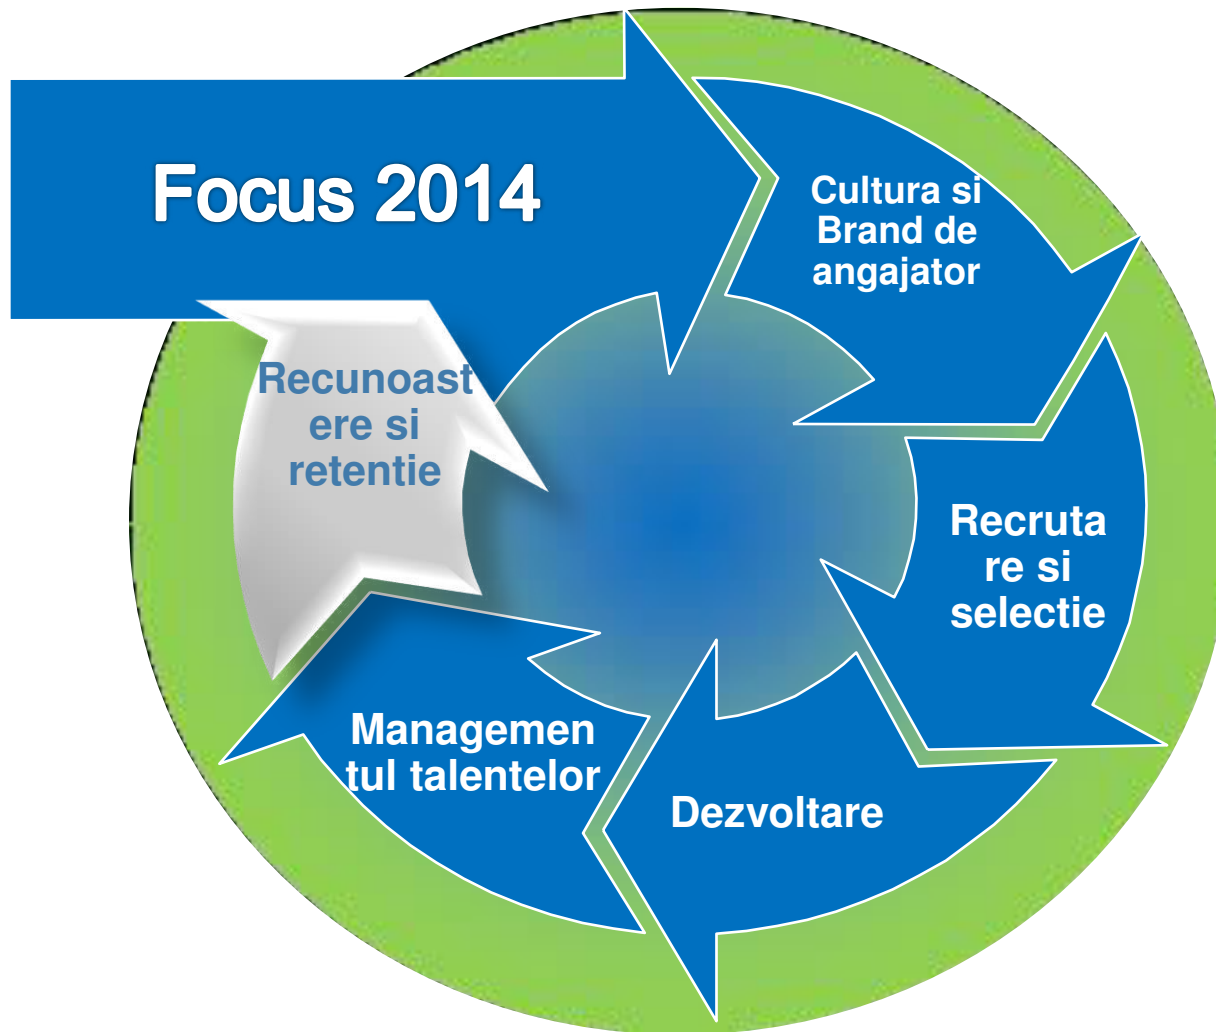 Focus 2014
Cultura si
Brand de
angajator
Recruta
re si
selectie
Dezvoltare
Managemen
tul talentelor
Recunoast
ere si
retentie